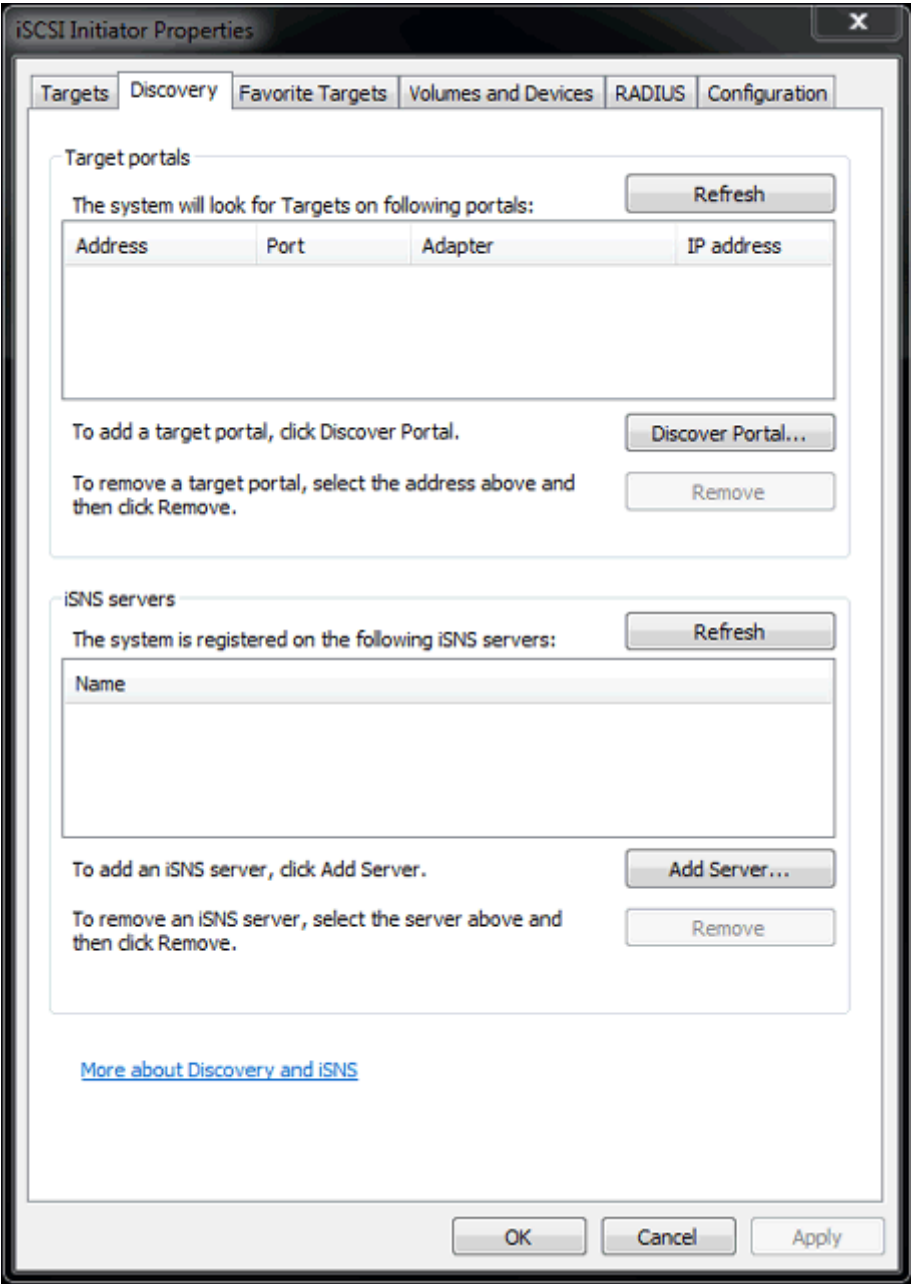 iSCSI Initiator Properties
x
Targets Discovery Favorite Targets Volumes and Devices RADIUS Configuration
Target portals
The system will look for Targets on following portals:
Refresh
Address Port Adapter IP address
To add a target portal, click Discover Portal.
Discover Portal...
To remove a target portal, select the address above and
then click Remove.
Remove
iSNS servers
The system is registered on the following iSNS servers:
Refresh
Name
To add an iSNS server, click Add Server.
Add Server...
To remove an iSNS server, select the server above and
then click Remove.
Remove
More about Discovery and iSNS
OK Cancel Apply